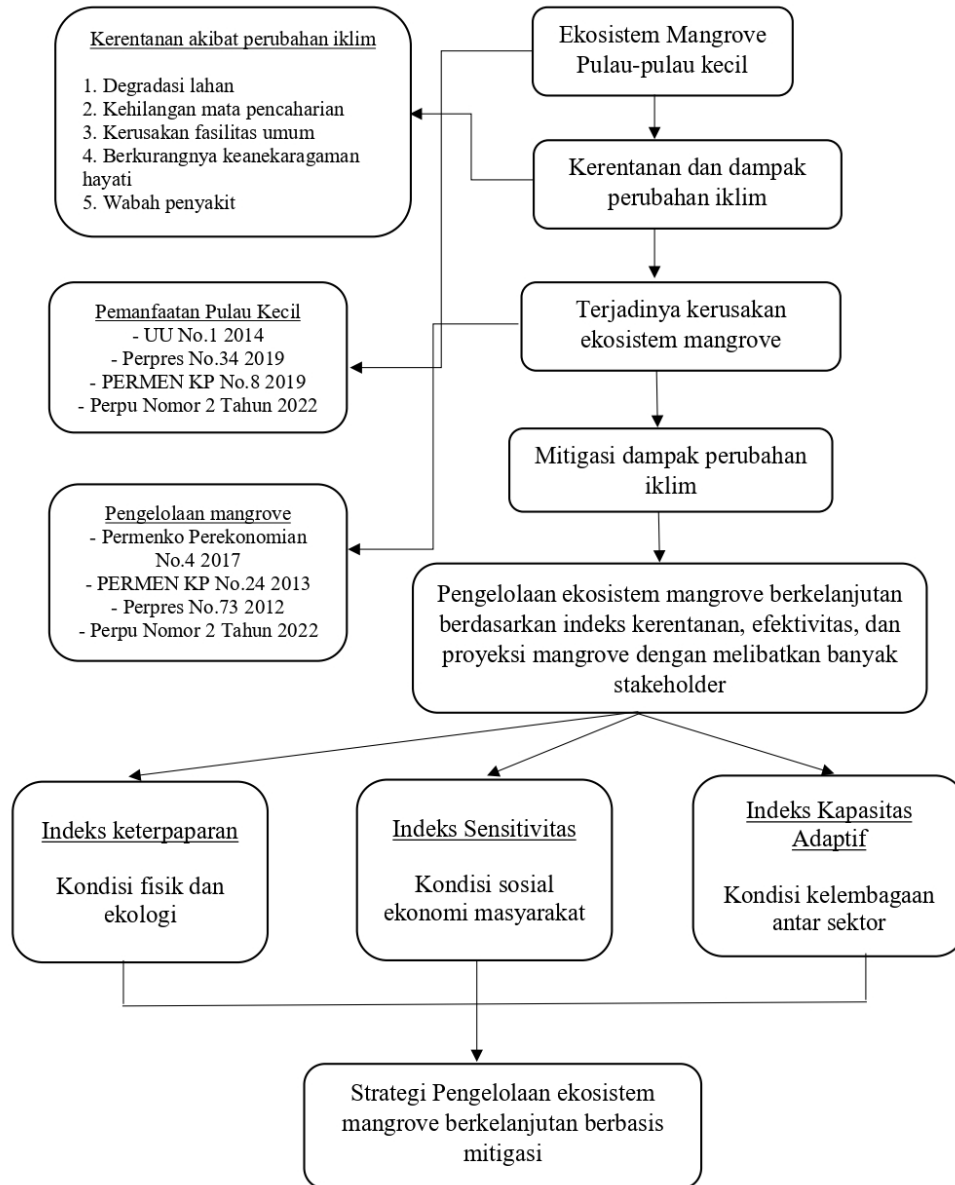 Kerentanan akibat perubahan iklim
1. Degradasi lahan
2. Kehilangan mata pencaharian
3. Kerusakan fasilitas umum
4. Berkurangnya keanekaragaman
hayati
5. Wabah penyakit
Ekosistem Mangrove
Pulau-pulau kecil
Kerentanan dan dampak
perubahan iklim
Pemanfaatan Pulau Kecil
- UU No.1 2014
- Perpres No.34 2019
- PERMEN KP No.8 2019
- Perpu Nomor 2 Tahun 2022
Terjadinya kerusakan
ekosistem mangrove
Mitigasi dampak perubahan
iklim
Pengelolaan mangrove
- Permenko Perekonomian
No.4 2017
- PERMEN KP No.24 2013
- Perpres No.73 2012
- Perpu Nomor 2 Tahun 2022
Pengelolaan ekosistem mangrove berkelanjutan
berdasarkan indeks kerentanan, efektivitas, dan
proyeksi mangrove dengan melibatkan banyak
stakeholder
Indeks keterpaparan
Kondisi fisik dan
ekologi
Indeks Sensitivitas
Kondisi sosial
ekonomi masyarakat
Indeks Kapasitas
Adaptif
Kondisi kelembagaan
antar sektor
Strategi Pengelolaan ekosistem
mangrove berkelanjutan berbasis
mitigasi